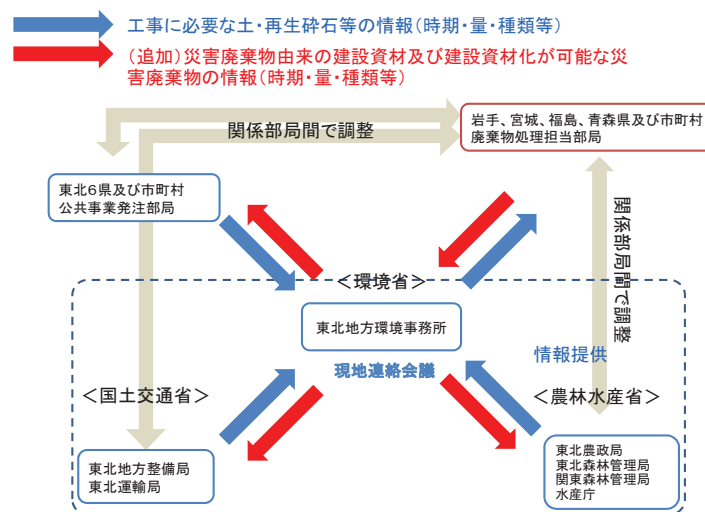 工事に必要な土・再生砕石等の情報（時期・量・種類等）
（追加）災害廃棄物由来の建設資材及び建設資材化が可能な災
害廃棄物の情報（時期・量・種類等）
関係部局間で調整
岩手、宮城、福島、青森県及び市町村
廃棄物処理担当部局
東北６県及び市町村
公共事業発注部局
関係部局間で調整
＜環境省＞
東北地方環境事務所
現地連絡会議
情報提供
＜国土交通省＞
＜農林水産省＞
東北地方整備局
東北運輸局
東北農政局
東北森林管理局
関東森林管理局
水産庁